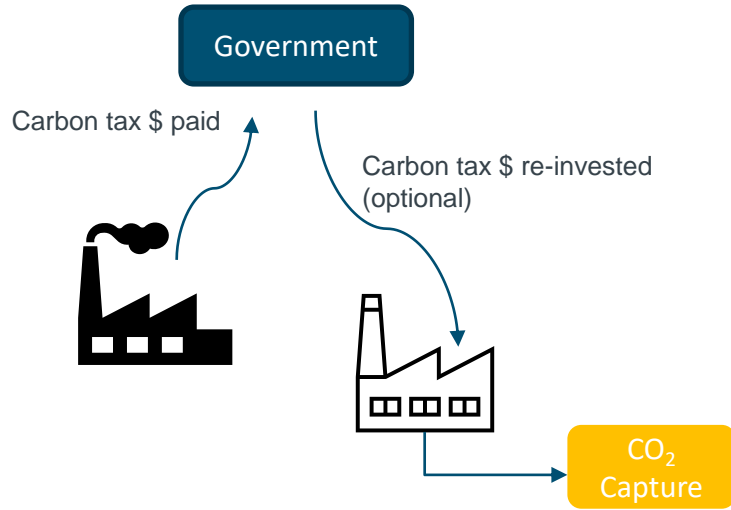 Government
Carbon tax $ paid
Carbon tax $ re-invested
(optional)
CO₂
Capture